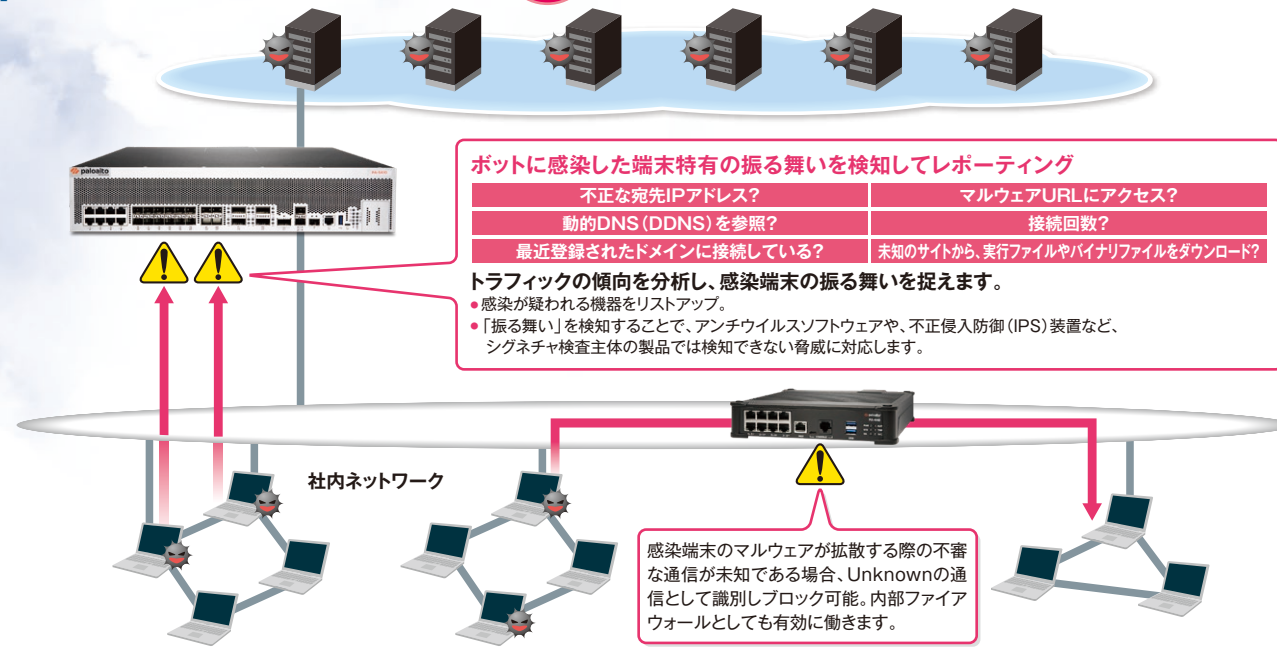 paloalto
ボットに感染した端末特有の振る舞いを検知してレポーティング
不正な宛先IPアドレス?
マルウェアURLにアクセス?
動的DNS(DDNS)を参照?
接続回数?
最近登録されたドメインに接続している?
未知のサイトから、実行ファイルやバイナリファイルをダウンロード?
トラフィックの傾向を分析し、感染端末の振る舞いを捉えます。
●感染が疑われる機器をリストアップ。
●「振る舞い」を検知することで、アンチウイルスソフトウェアや、不正侵入防御(IPS)装置など、
シグネチャ検査主体の製品では検知できない脅威に対応します。
社内ネットワーク
感染端末のマルウェアが拡散する際の不審
な通信が未知である場合、Unknownの通
信として識別しブロック可能。内部ファイア
ウォールとしても有効に働きます。